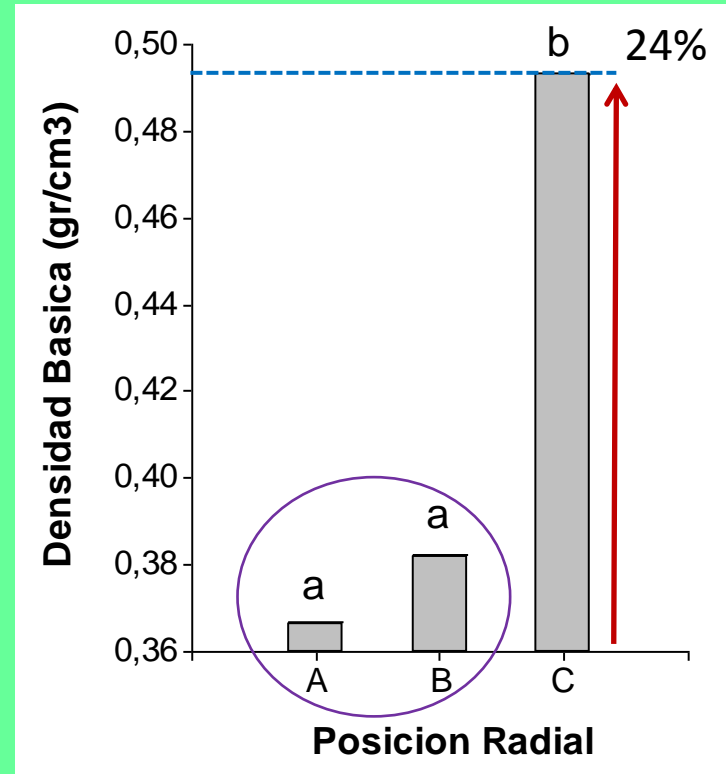 Densidad Basica (gr/cm3)
0,50
0,48
0,46
0,44
0,42
0,40
0,38
0,36
a
a
b
24%
A
B
C
Posicion Radial